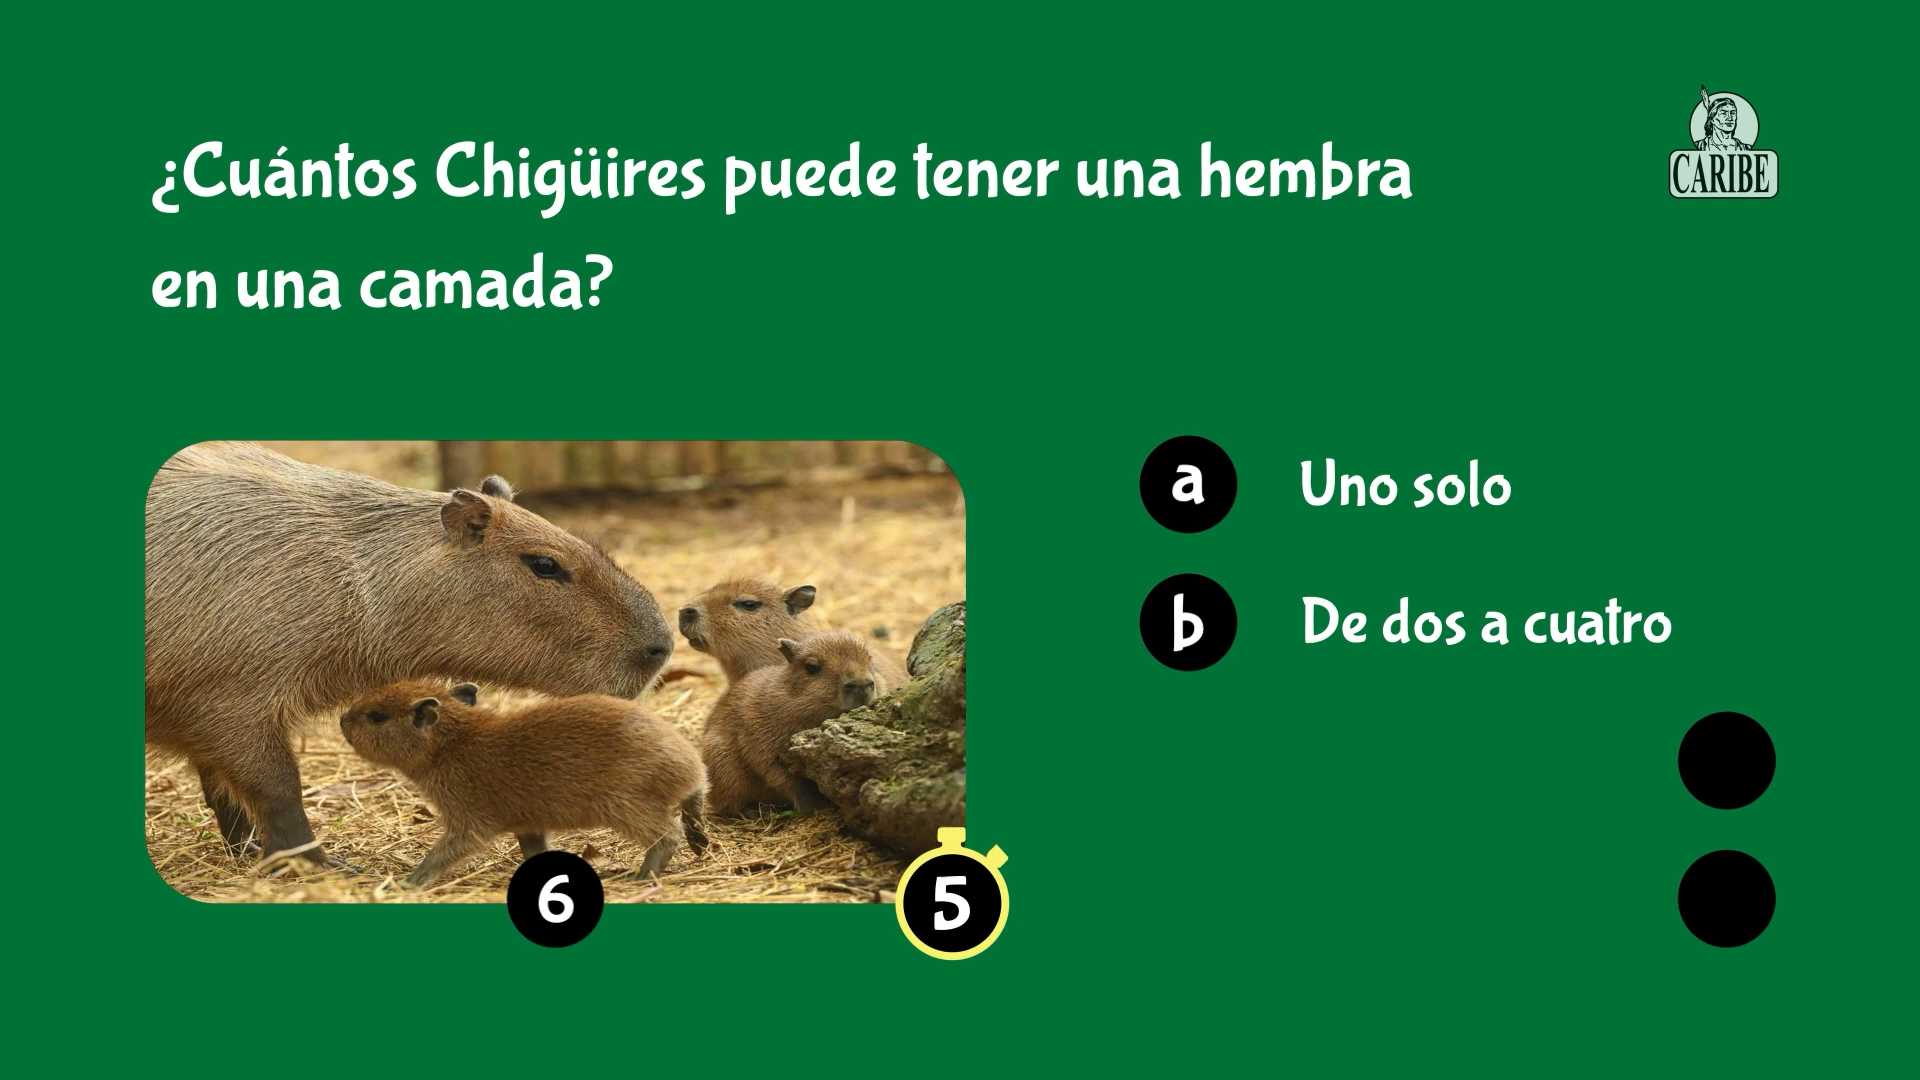 ¿Cuántos Chigüires puede tener una hembra
en una camada?
CARIBE
a Uno solo
b De dos a cuatro
6
5